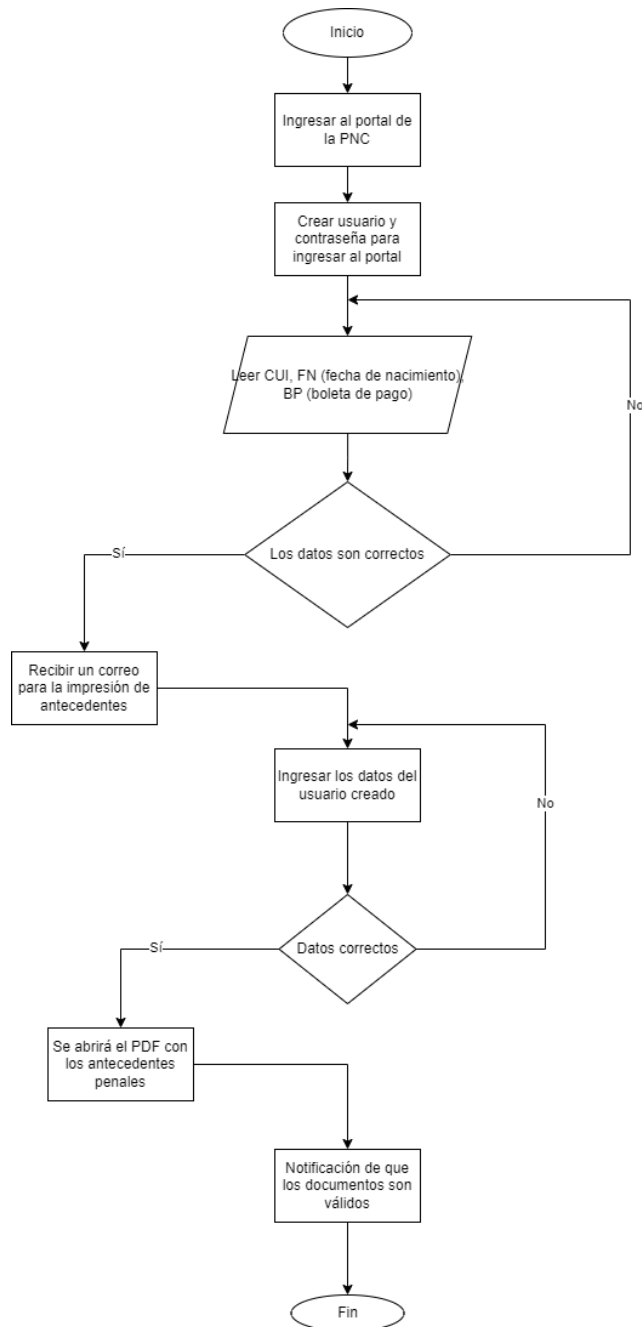 Inicio
Ingresar al portal de
la PNC
Crear usuario y
contraseña para
ingresar al portal
Leer CUI, FN (fecha de nacimiento),
BP (boleta de pago)
No
Los datos son correctos
Sí
Recibir un correo
para la impresión de
antecedentes
Ingresar los datos del
usuario creado
No
Datos correctos
Sí
Se abrirá el PDF con
los antecedentes
penales
Notificación de que
los documentos son
válidos
Fin